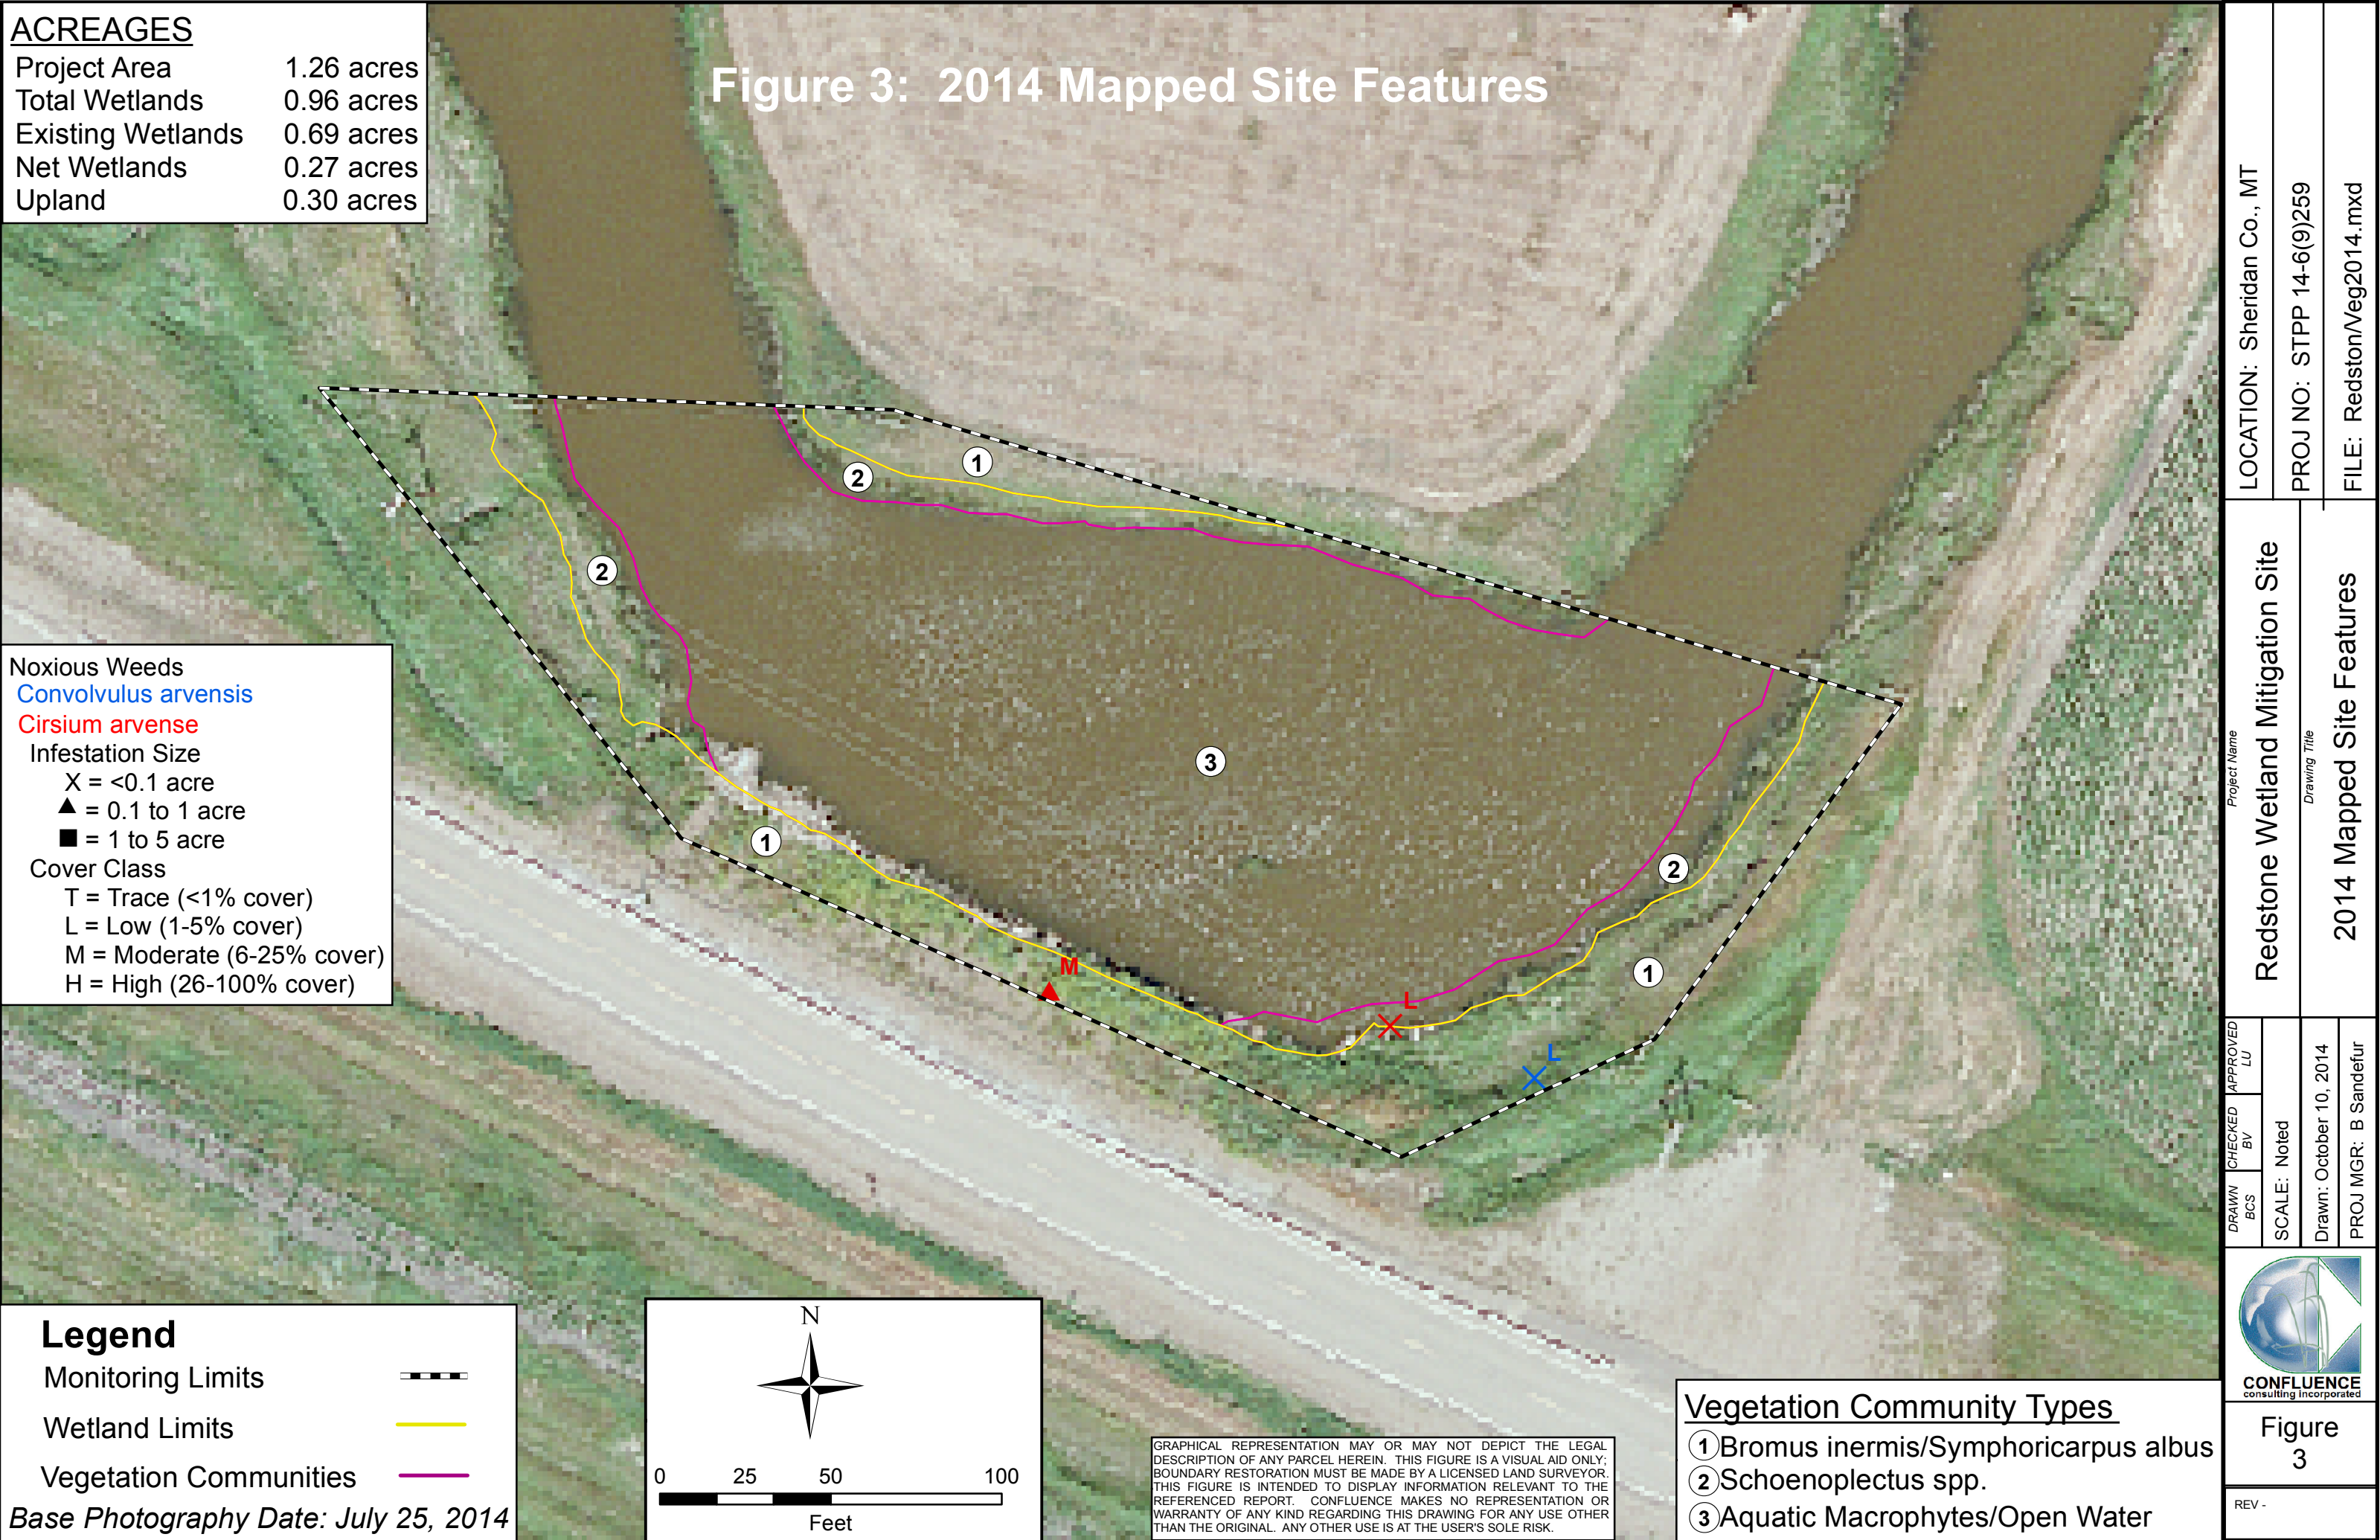 ACREAGES
Project Area 1.26 acres
Total Wetlands 0.96 acres
Existing Wetlands 0.69 acres
Net Wetlands 0.27 acres
Upland 0.30 acres
Figure 3: 2014 Mapped Site Features
1
2
2
3
1
2
1
M
L
L
Noxious Weeds
Convolvulus arvensis
Cirsium arvense
Infestation Size
X = <0.1 acre
▲ = 0.1 to 1 acre
■ = 1 to 5 acre
Cover Class
T = Trace (<1% cover)
L = Low (1-5% cover)
M = Moderate (6-25% cover)
H = High (26-100% cover)
Legend
Monitoring Limits
Wetland Limits
Vegetation Communities
Base Photography Date: July 25, 2014
N
0 25 50 100
Feet
GRAPHICAL REPRESENTATION MAY OR MAY NOT DEPICT THE LEGAL
DESCRIPTION OF ANY PARCEL HEREIN. THIS FIGURE IS A VISUAL AID ONLY;
BOUNDARY RESTORATION MUST BE MADE BY A LICENSED LAND SURVEYOR.
THIS FIGURE IS INTENDED TO DISPLAY INFORMATION RELEVANT TO THE
REFERENCED REPORT. CONFLUENCE MAKES NO REPRESENTATION OR
WARRANTY OF ANY KIND REGARDING THIS DRAWING FOR ANY USE OTHER
THAN THE ORIGINAL. ANY OTHER USE IS AT THE USER'S SOLE RISK.
Vegetation Community Types
1 Bromus inermis/Symphoricarpus albus
2 Schoenoplectus spp.
3 Aquatic Macrophytes/Open Water
LOCATION: Sheridan Co., MT
PROJ NO: STPP 14-6(9)259
FILE: Redston/Veg2014.mxd
Project Name
Redstone Wetland Mitigation Site
Drawing Title
2014 Mapped Site Features
DRAWN
BCS
CHECKED
BV
APPROVED
LU
SCALE: Noted
Drawn: October 10, 2014
PROJ MGR: B Sandefur
CONFLUENCE
consulting incorporated
Figure
3
REV -